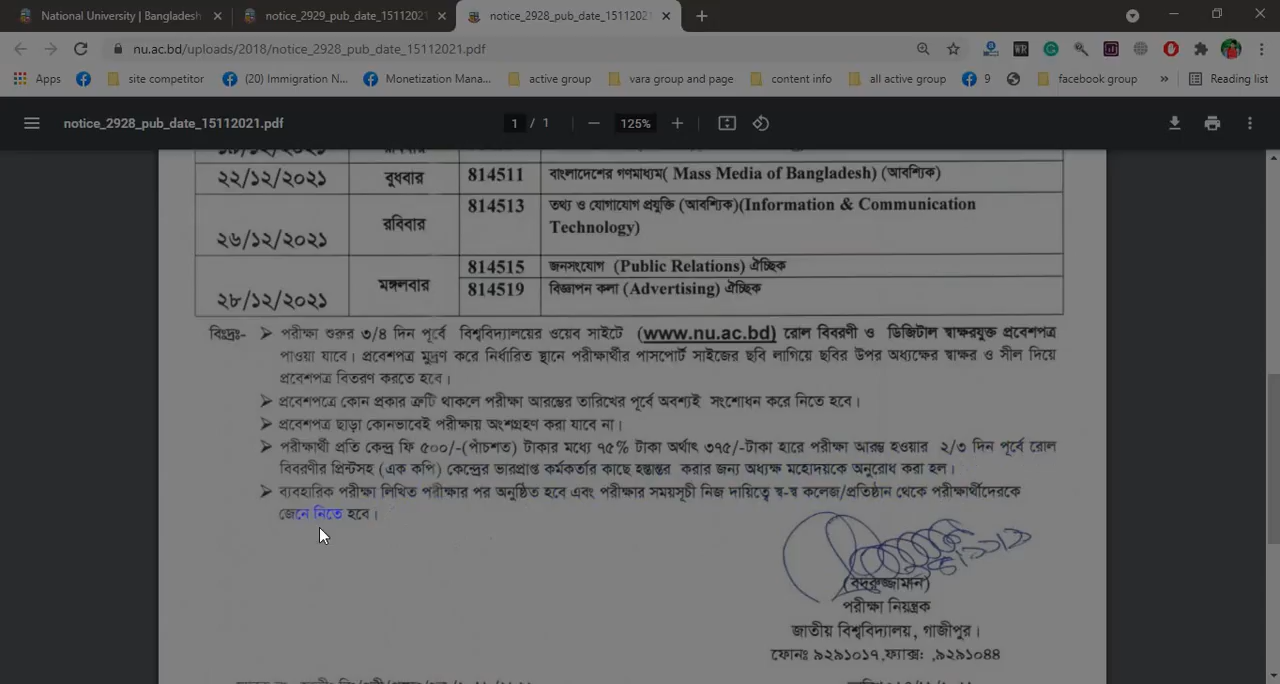 National University | Bangladesh
notice_2929_pub_date_15112021
notice_2928_pub_date_15112021
nu.ac.bd/uploads/2018/notice_2928_pub_date_15112021.pdf
Apps site competitor (20) Immigration N... Monetization Mana... active group vara group and page content info all active group 9 facebook group » Reading list
notice_2928_pub_date_15112021.pdf 1 / 1 125%
২২/১২/২০২১ বুধবার 814511 বাংলাদেশের গণমাধ্যম( Mass Media of Bangladesh) (আবশ্যিক)
২৬/১২/২০২১ রবিবার 814513 তথ্য ও যোগাযোগ প্রযুক্তি (আবশ্যিক)(Information & Communication
Technology)
২৮/১২/২০২১ মঙ্গলবার 814515 জনসংযোগ (Public Relations) ঐচ্ছিক
814519 বিজ্ঞাপন কলা (Advertising) ঐচ্ছিক
বিঃদ্রঃ- ➢ পরীক্ষা শুরুর ৩/৪ দিন পূর্বে বিশ্ববিদ্যালয়ের ওয়েব সাইটে (www.nu.ac.bd) রোল বিবরণী ও ডিজিটাল স্বাক্ষরযুক্ত প্রবেশপত্র
পাওয়া যাবে। প্রবেশপত্র মুদ্রণ করে নির্ধারিত স্থানে পরীক্ষার্থীর পাসপোর্ট সাইজের ছবি লাগিয়ে ছবির উপর অধ্যক্ষের স্বাক্ষর ও সীল দিয়ে
প্রবেশপত্র বিতরণ করতে হবে।
➢ প্রবেশপত্রে কোন প্রকার ত্রুটি থাকলে পরীক্ষা আরম্ভের তারিখের পূর্বে অবশ্যই সংশোধন করে নিতে হবে।
➢ প্রবেশপত্র ছাড়া কোনভাবেই পরীক্ষায় অংশগ্রহণ করা যাবে না।
➢ পরীক্ষার্থী প্রতি কেন্দ্র ফি ৫০০/-(পাঁচশত) টাকার মধ্যে ৭৫% টাকা অর্থাৎ ৩৭৫/-টাকা হারে পরীক্ষা আরম্ভ হওয়ার ২/৩ দিন পূর্বে রোল
বিবরণীর প্রিন্টসহ (এক কপি) কেন্দ্রের ভারপ্রাপ্ত কর্মকর্তার কাছে হস্তান্তর করার জন্য অধ্যক্ষ মহোদয়কে অনুরোধ করা হল।
➢ ব্যবহারিক পরীক্ষা লিখিত পরীক্ষার পর অনুষ্ঠিত হবে এবং পরীক্ষার সময়সূচী নিজ দায়িত্বে স্ব-স্ব কলেজ/প্রতিষ্ঠান থেকে পরীক্ষার্থীদেরকে
জেনে নিতে হবে।
(বদরুজ্জামান)
পরীক্ষা নিয়ন্ত্রক
জাতীয় বিশ্ববিদ্যালয়, গাজীপুর।
ফোনঃ ৯২৯১০১৭,ফ্যাক্স: ,৯২৯১০৪৪